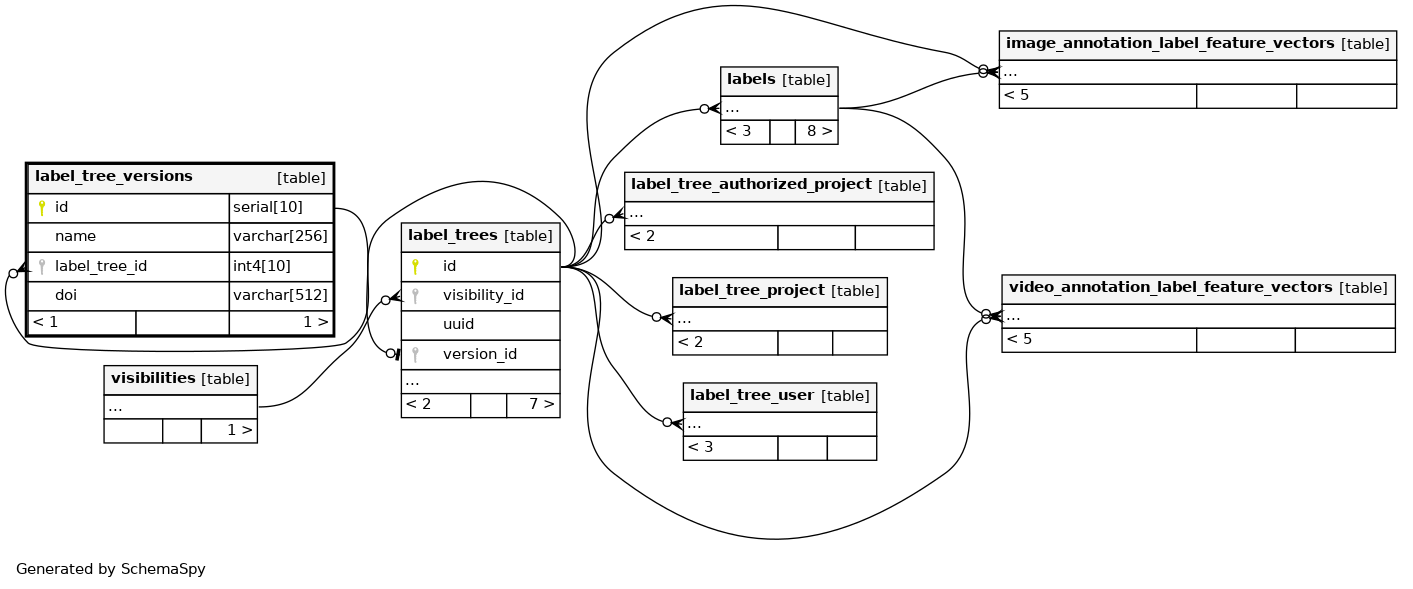 label_tree_versions [table]
id serial[10]
name varchar[256]
label_tree_id int4[10]
doi varchar[512]
< 1 1 >
visibilities [table]
...
1 >
label_trees [table]
id
visibility_id
uuid
version_id
...
< 2 7 >
labels [table]
...
< 3 8 >
label_tree_authorized_project [table]
...
< 2
label_tree_project [table]
...
< 2
label_tree_user [table]
...
< 3
image_annotation_label_feature_vectors [table]
...
< 5
video_annotation_label_feature_vectors [table]
...
< 5
Generated by SchemaSpy